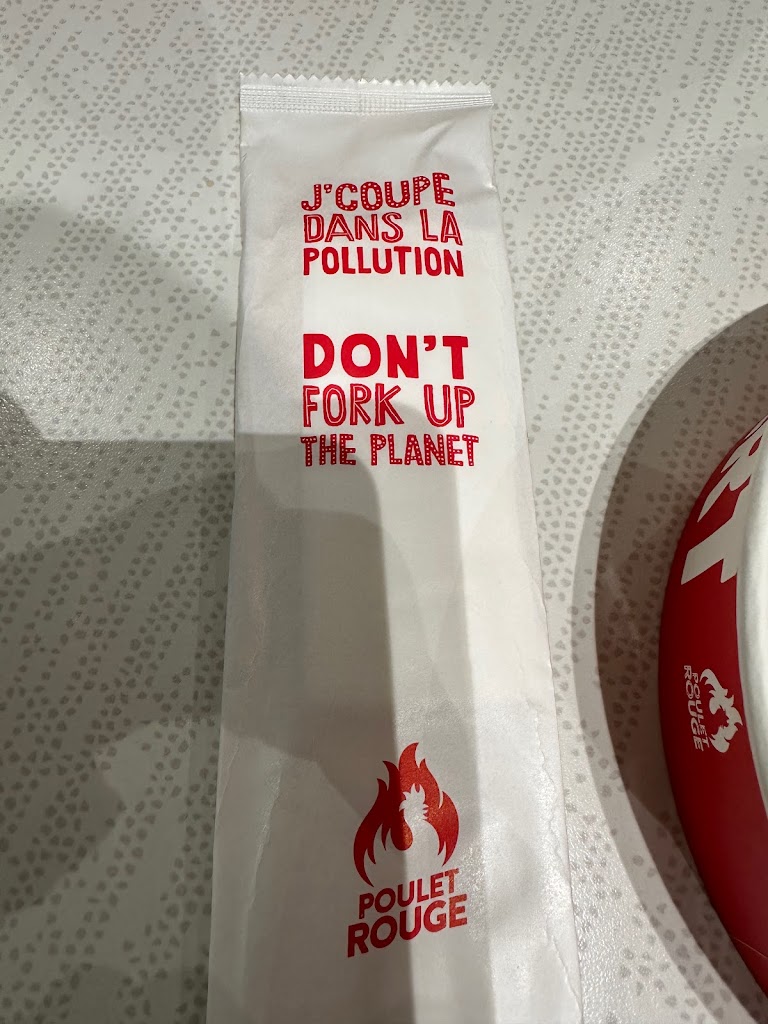 J'COUPE
DANS LA
POLLUTION
DON'T
FORK UP
THE PLANET
POULET
ROUGE
POULET
ROUGE